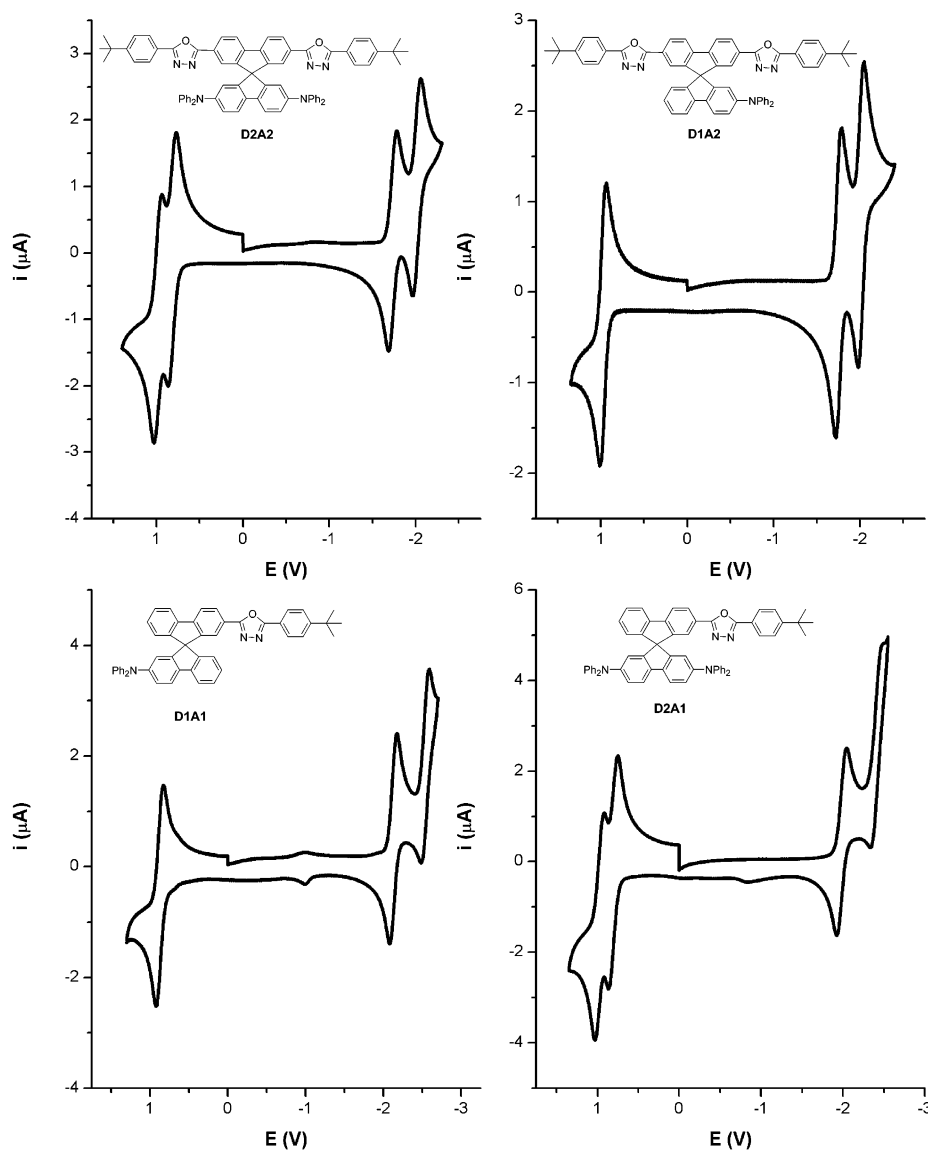 O O
N N N N
Ph2N NPh2
D2A2
3
2
1
0
-1
-2
-3
-4
i (μA)
1 0 -1 -2
E (V)
O O
N N N N
NPh2
D1A2
3
2
1
0
-1
-2
i (μA)
1 0 -1 -2
E (V)
O
N N
Ph2N
D1A1
4
2
0
-2
-4
i (μA)
1 0 -1 -2 -3
E (V)
O
N N
Ph2N NPh2
D2A1
6
4
2
0
-2
-4
i (μA)
1 0 -1 -2 -3
E (V)